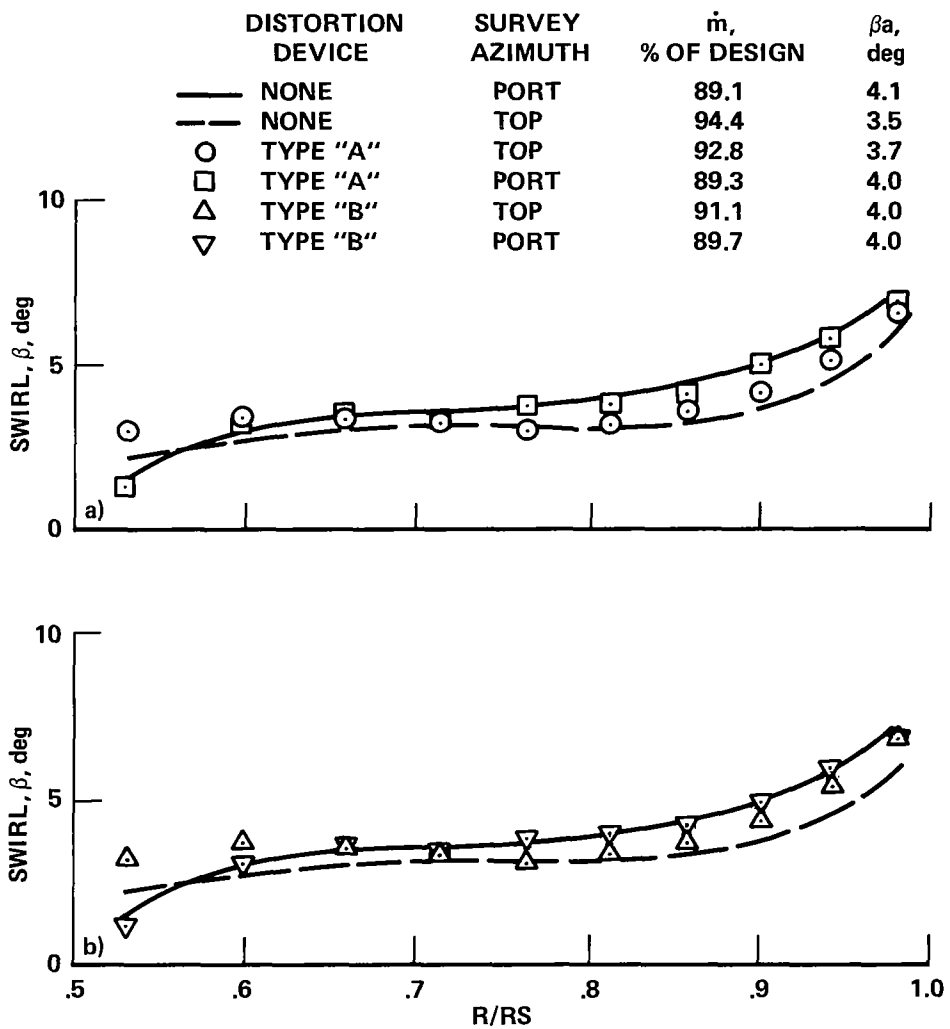 DISTORTION SURVEY ṁ, βa,
DEVICE AZIMUTH % OF DESIGN deg
NONE PORT 89.1 4.1
NONE TOP 94.4 3.5
TYPE "A" TOP 92.8 3.7
TYPE "A" PORT 89.3 4.0
TYPE "B" TOP 91.1 4.0
TYPE "B" PORT 89.7 4.0
10
5
0
SWIRL, β, deg
a)
10
5
0
SWIRL, β, deg
b)
.5 .6 .7 .8 .9 1.0
R/RS